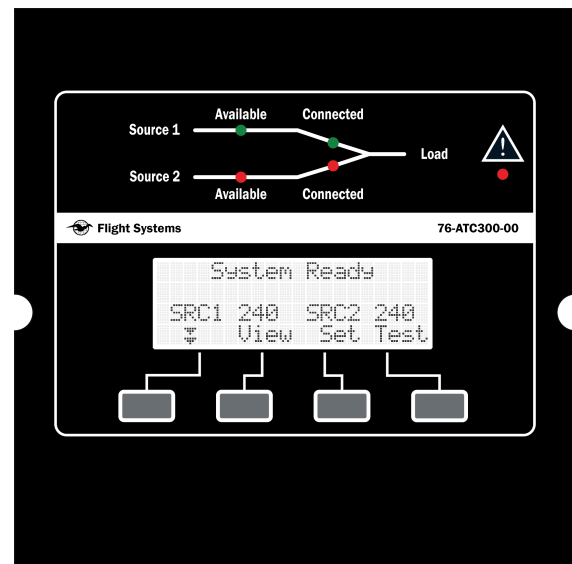 Available Connected
Source 1
Load
Source 2
Available Connected
Flight Systems 76-ATC300-00
System Ready
SRC1 240 SRC2 240
View Set Test